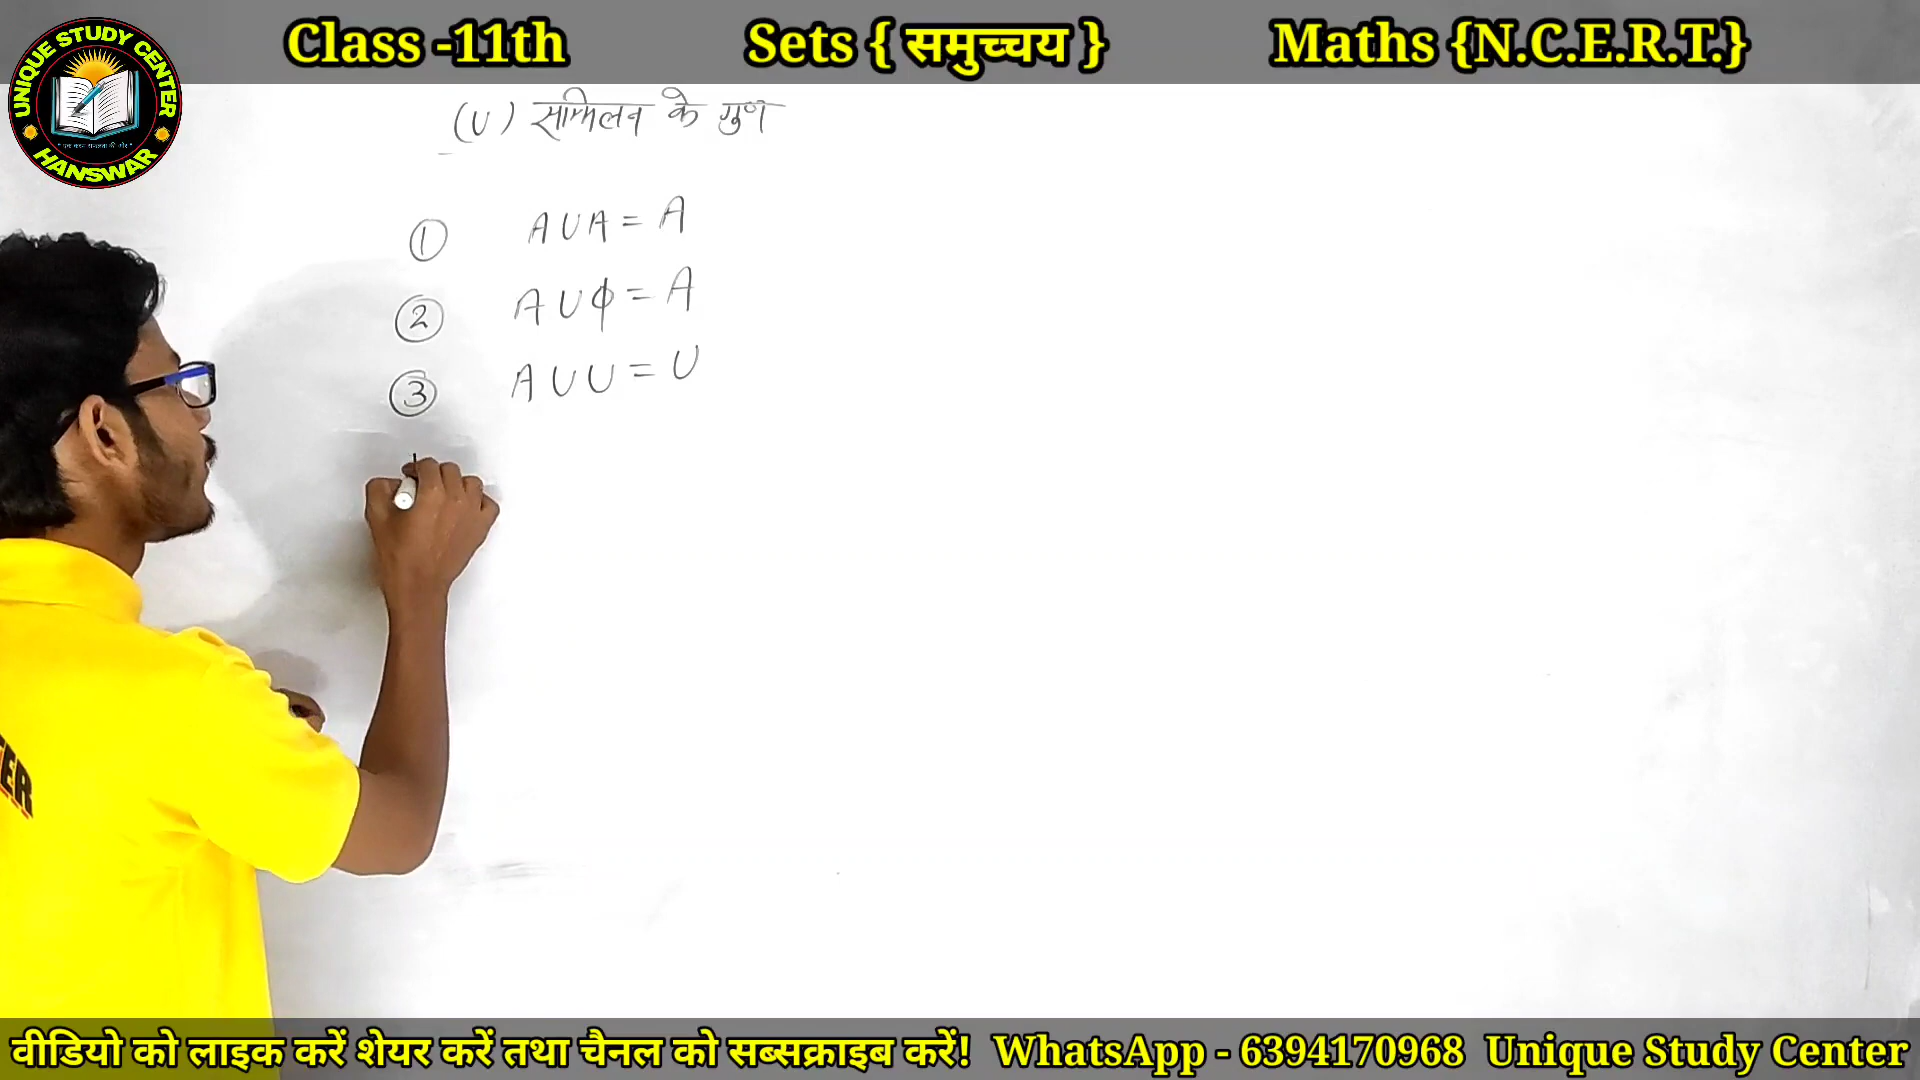 Class -11th Sets { समुच्चय } Maths {N.C.E.R.T.}
UNIQUE STUDY CENTER
HANSWAR
(U) सम्मिलन के गुण
① A∪A = A
② A∪ϕ = A
③ A∪U = U
TER
वीडियो को लाइक करें शेयर करें तथा चैनल को सब्सक्राइब करें! WhatsApp - 6394170968 Unique Study Center